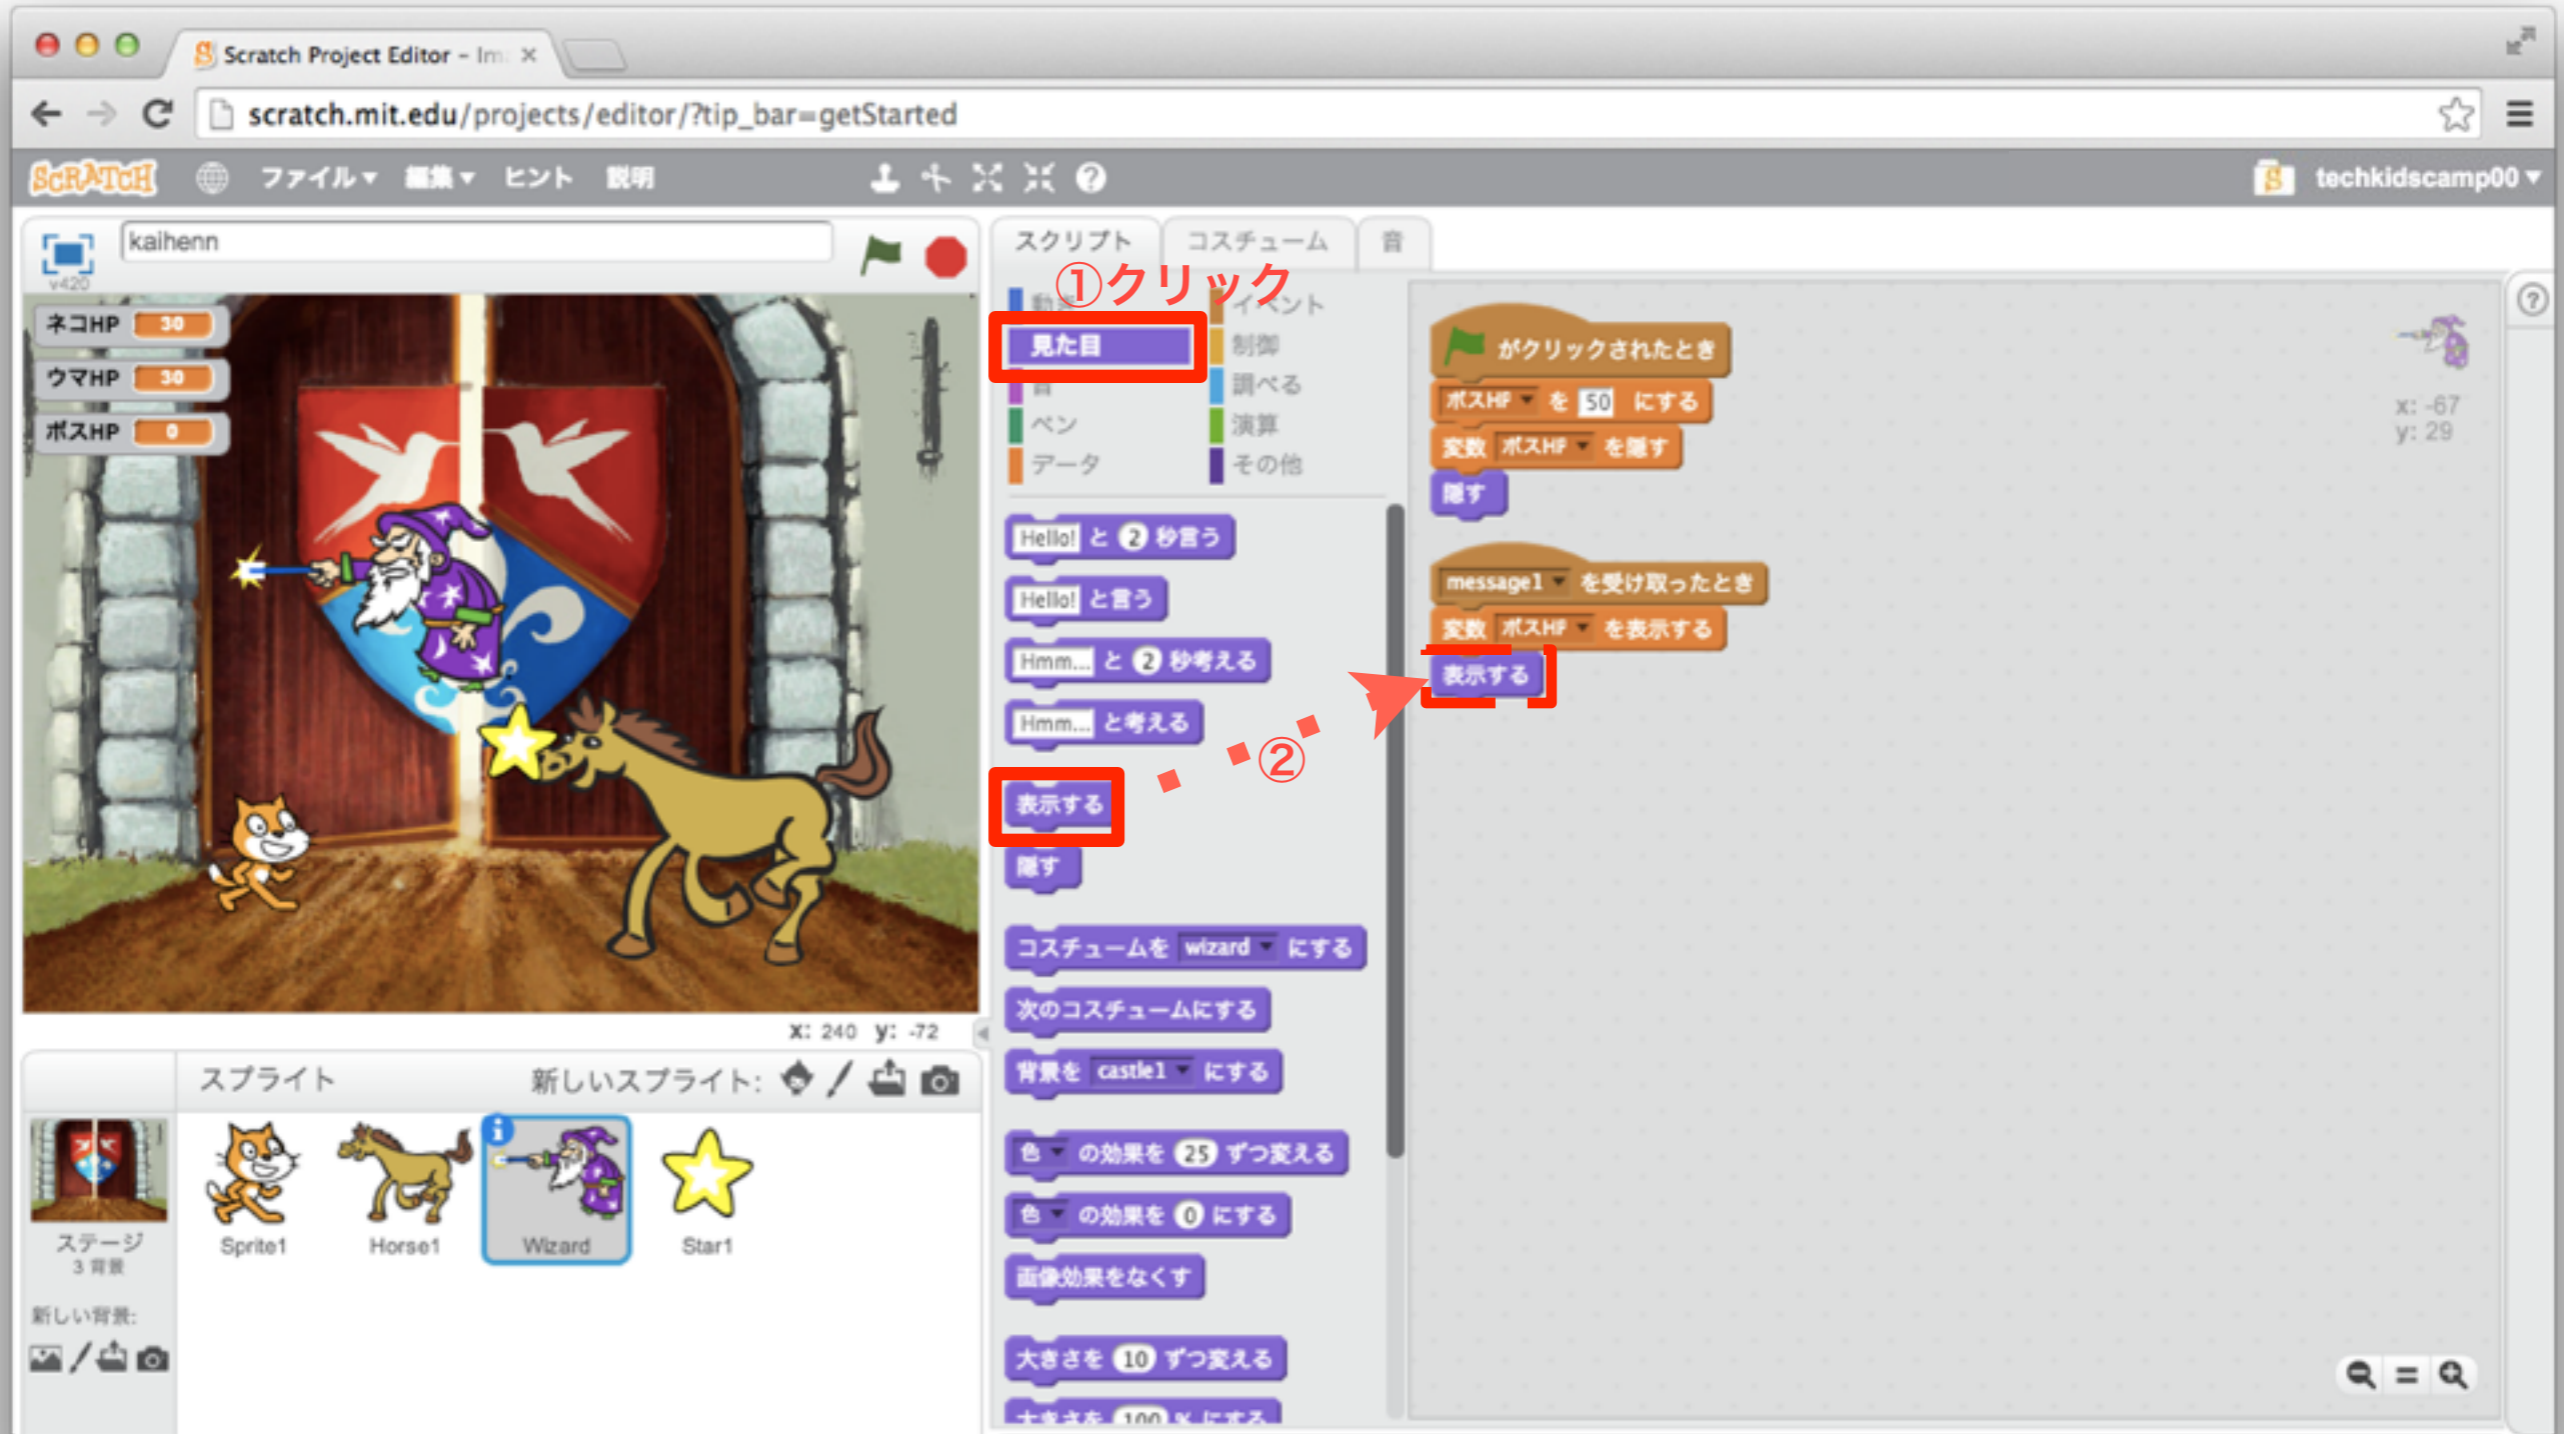 Scratch Project Editor – Im
scratch.mit.edu/projects/editor/?tip_bar=getStarted
SCRATCH ファイル 編集 ヒント 説明 techkidscamp00
v420 kaihenn
ネコHP 30
ウマHP 30
ボスHP 0
x: 240 y: -72
スプライト 新しいスプライト:
Sprite1 Horse1 Wizard Star1
ステージ
3 背景
新しい背景:
スクリプト コスチューム 音
①クリック
イベント
見た目 制御
音 調べる
ペン 演算
データ その他
Hello! と 2 秒言う
Hello! と言う
Hmm... と 2 秒考える
Hmm... と考える
②
表示する
隠す
コスチュームを wizard にする
次のコスチュームにする
背景を castle1 にする
色 の効果を 25 ずつ変える
色 の効果を 0 にする
画像効果をなくす
大きさを 10 ずつ変える
大きさを 100 % にする
がクリックされたとき
ボスHP を 50 にする
変数 ボスHP を隠す
隠す
message1 を受け取ったとき
変数 ボスHP を表示する
表示する
x: -67
y: 29